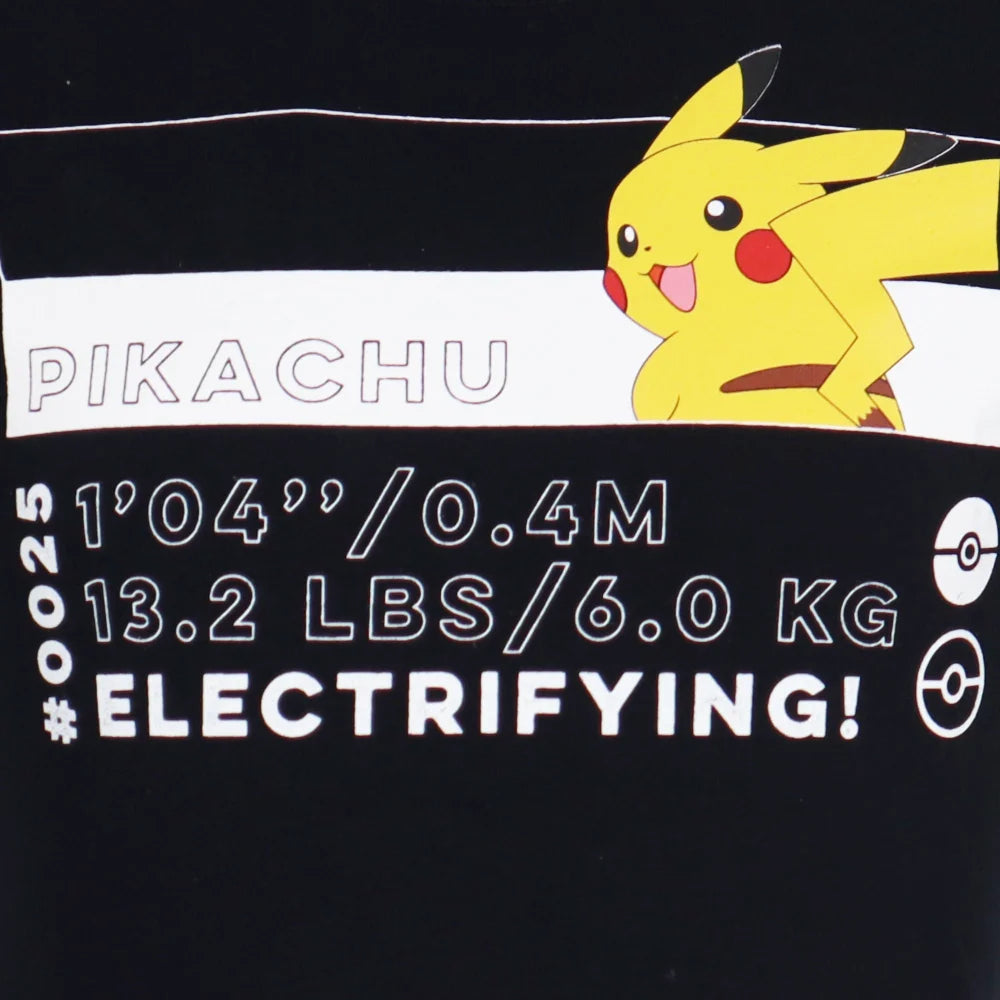 PIKACHU
#0025
1’04’’/0.4M
13.2 LBS/6.0 KG
ELECTRIFYING!